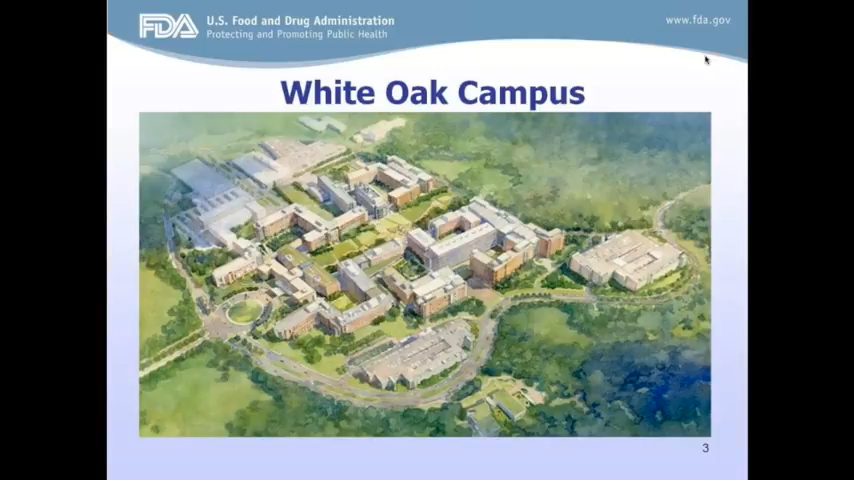 FDA
U.S. Food and Drug Administration
Protecting and Promoting Public Health
www.fda.gov
White Oak Campus
3